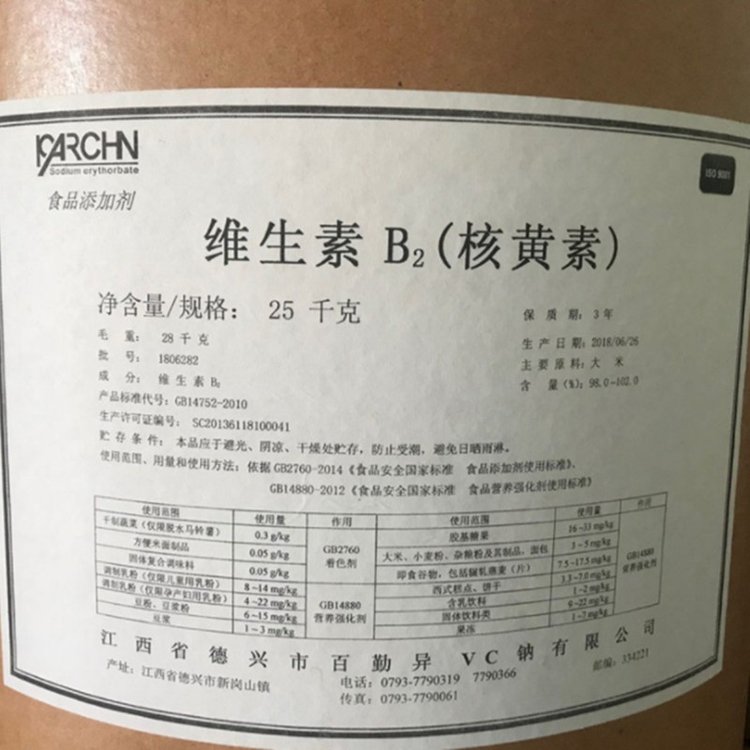 PARCHN
Sodium erythorbate
ISO 9001
食品添加剂
维生素 B₂(核黄素)
净含量/规格: 25 千克
毛 重: 28 千克
批 号: 1806282
成 分: 维生素 B₂
产品标准代号:GB14752-2010
生产许可证编号: SC20136118100041
保 质 期:3 年
生产日期:2018/06/26
主要原料:大 米
含 量(%):98.0~102.0
贮存条件: 本品应于避光、阴凉、干燥处贮存,防止受潮,避免日晒雨淋。
使用范围、用量和使用方法:依据 GB2760-2014《食品安全国家标准 食品添加剂使用标准》、
GB14880-2012《食品安全国家标准 食品营养强化剂使用标准》
使用范围 使用量 作用 使用范围 使用量 作用
干制蔬菜(仅限脱水马铃薯) 0.3 g/kg GB2760 着色剂 胶基糖果 16~33 mg/kg GB14880 营养强化剂
方便米面制品 0.05 g/kg 大米、小麦粉、杂粮粉及其制品,面包 3~5 mg/kg
固体复合调味料 0.05 g/kg 即食谷物,包括辗轧燕麦(片) 7.5~17.5 mg/kg
调制乳粉(仅限儿童用乳粉) 8~14 mg/kg GB14880 营养强化剂 西式糕点、饼干 3.3~7.0 mg/kg
调制乳粉(仅限孕产妇用乳粉) 4~22 mg/kg 含乳饮料 1~2 mg/kg
豆粉、豆浆粉 6~15 mg/kg 固体饮料类 9~22 mg/kg
豆浆 1~3 mg/kg 果冻 1~7 mg/kg
江西省德兴市百勤异VC钠有限公司
产址:江西省德兴市新岗山镇
电话:0793-7790319 7790366
邮编:334221
传真:0793-7790061